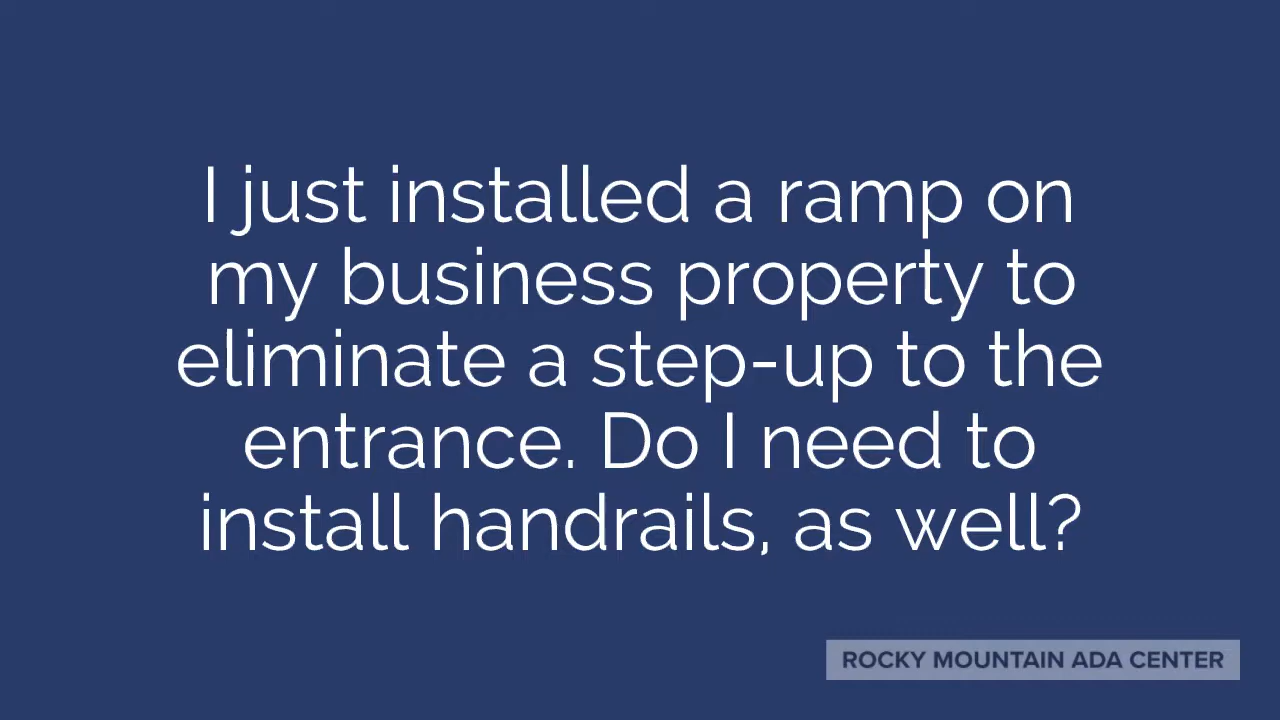 I just installed a ramp on
my business property to
eliminate a step-up to the
entrance. Do I need to
install handrails, as well?
ROCKY MOUNTAIN ADA CENTER